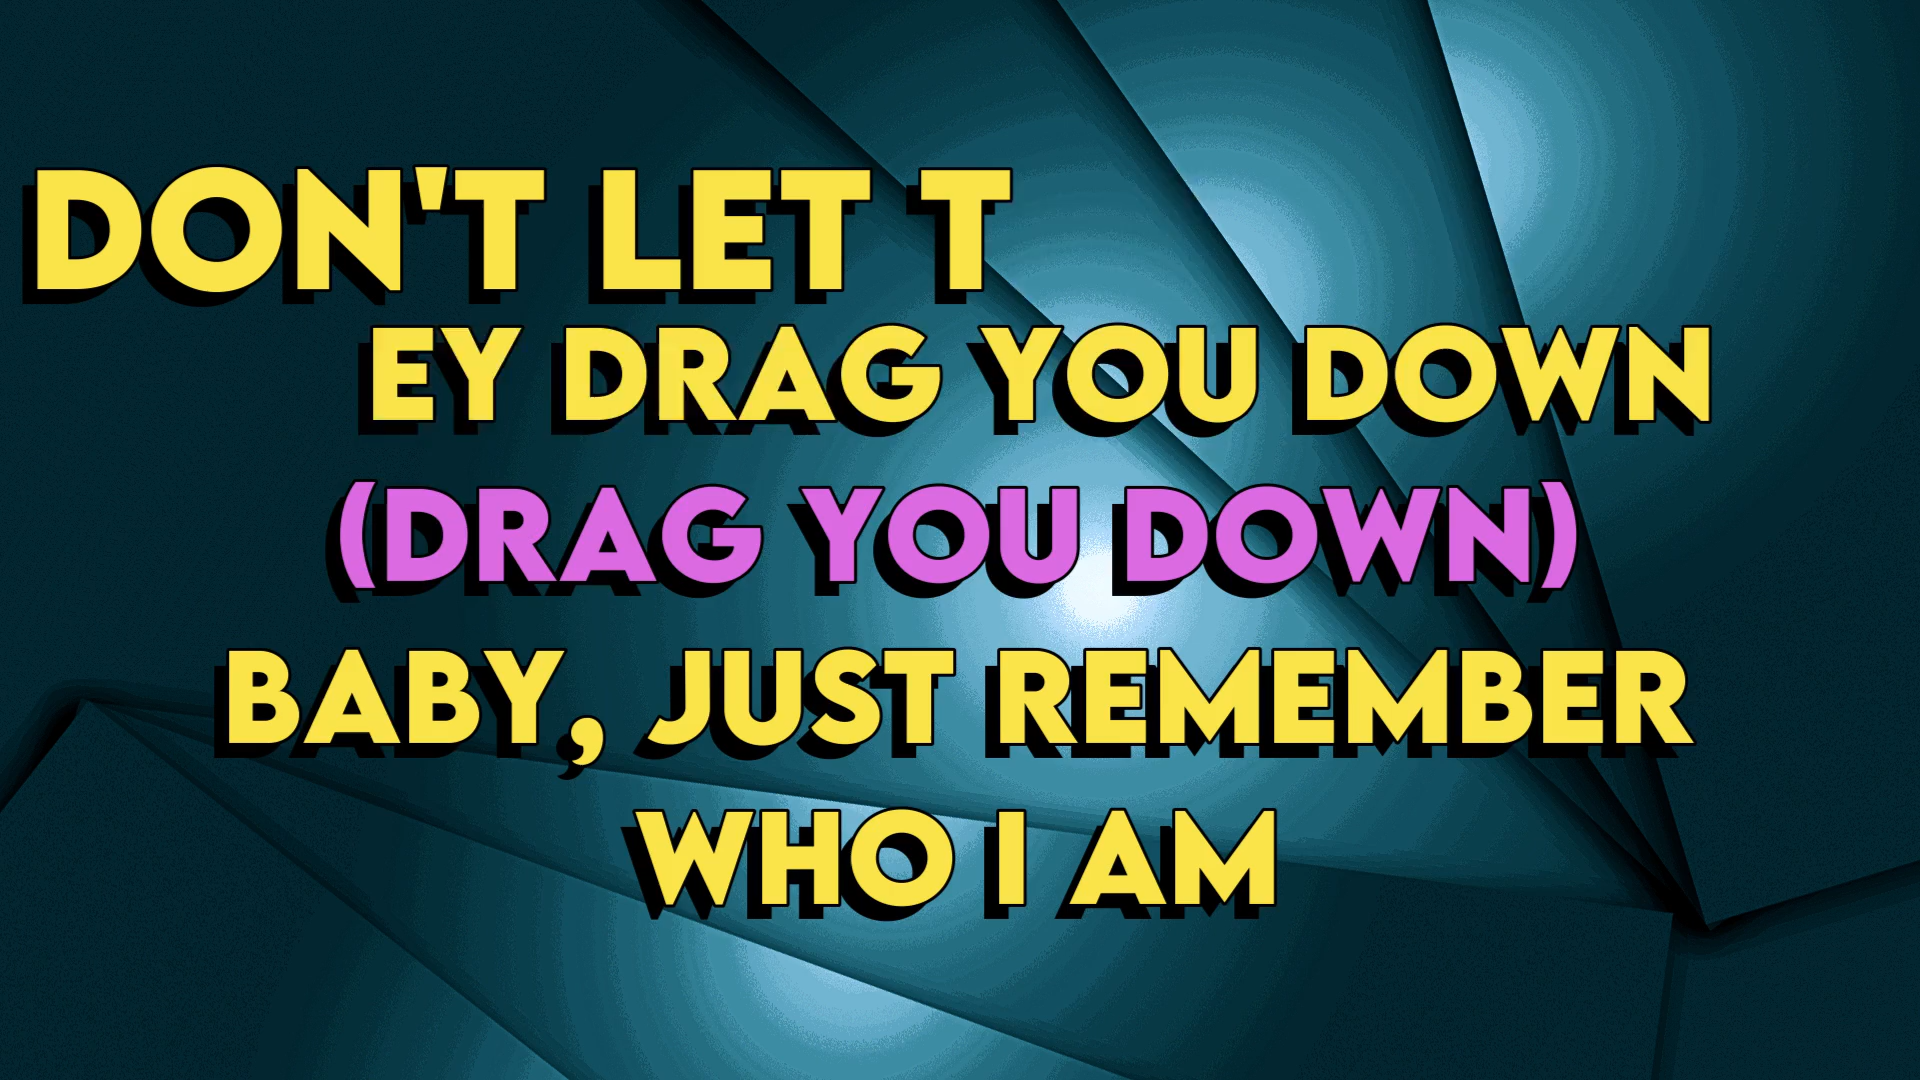 DON'T LET T
EY DRAG YOU DOWN
(DRAG YOU DOWN)
BABY, JUST REMEMBER
WHO I AM